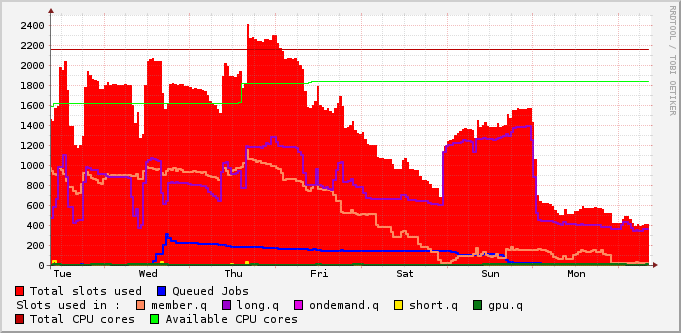 RRDTOOL / TOBI OETIKER
2400
2200
2000
1800
1600
1400
1200
1000
800
600
400
200
0
Tue Wed Thu Fri Sat Sun Mon
Total slots used Queued Jobs
Slots used in : member.q long.q ondemand.q short.q gpu.q
Total CPU cores Available CPU cores